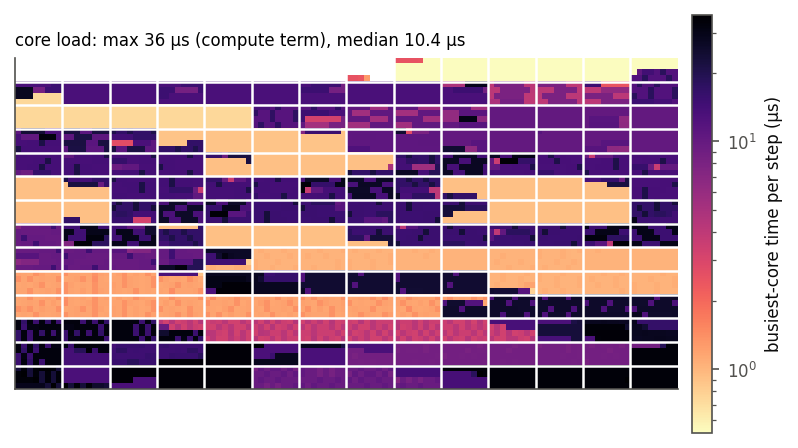 core load: max 36 µs (compute term), median 10.4 µs
10¹
10⁰
busiest-core time per step (µs)